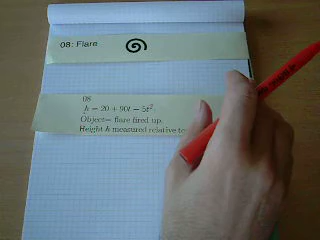 08: Flare
08
h = 20 + 90t − 5t².
Object= flare fired up.
Height h measured relative to